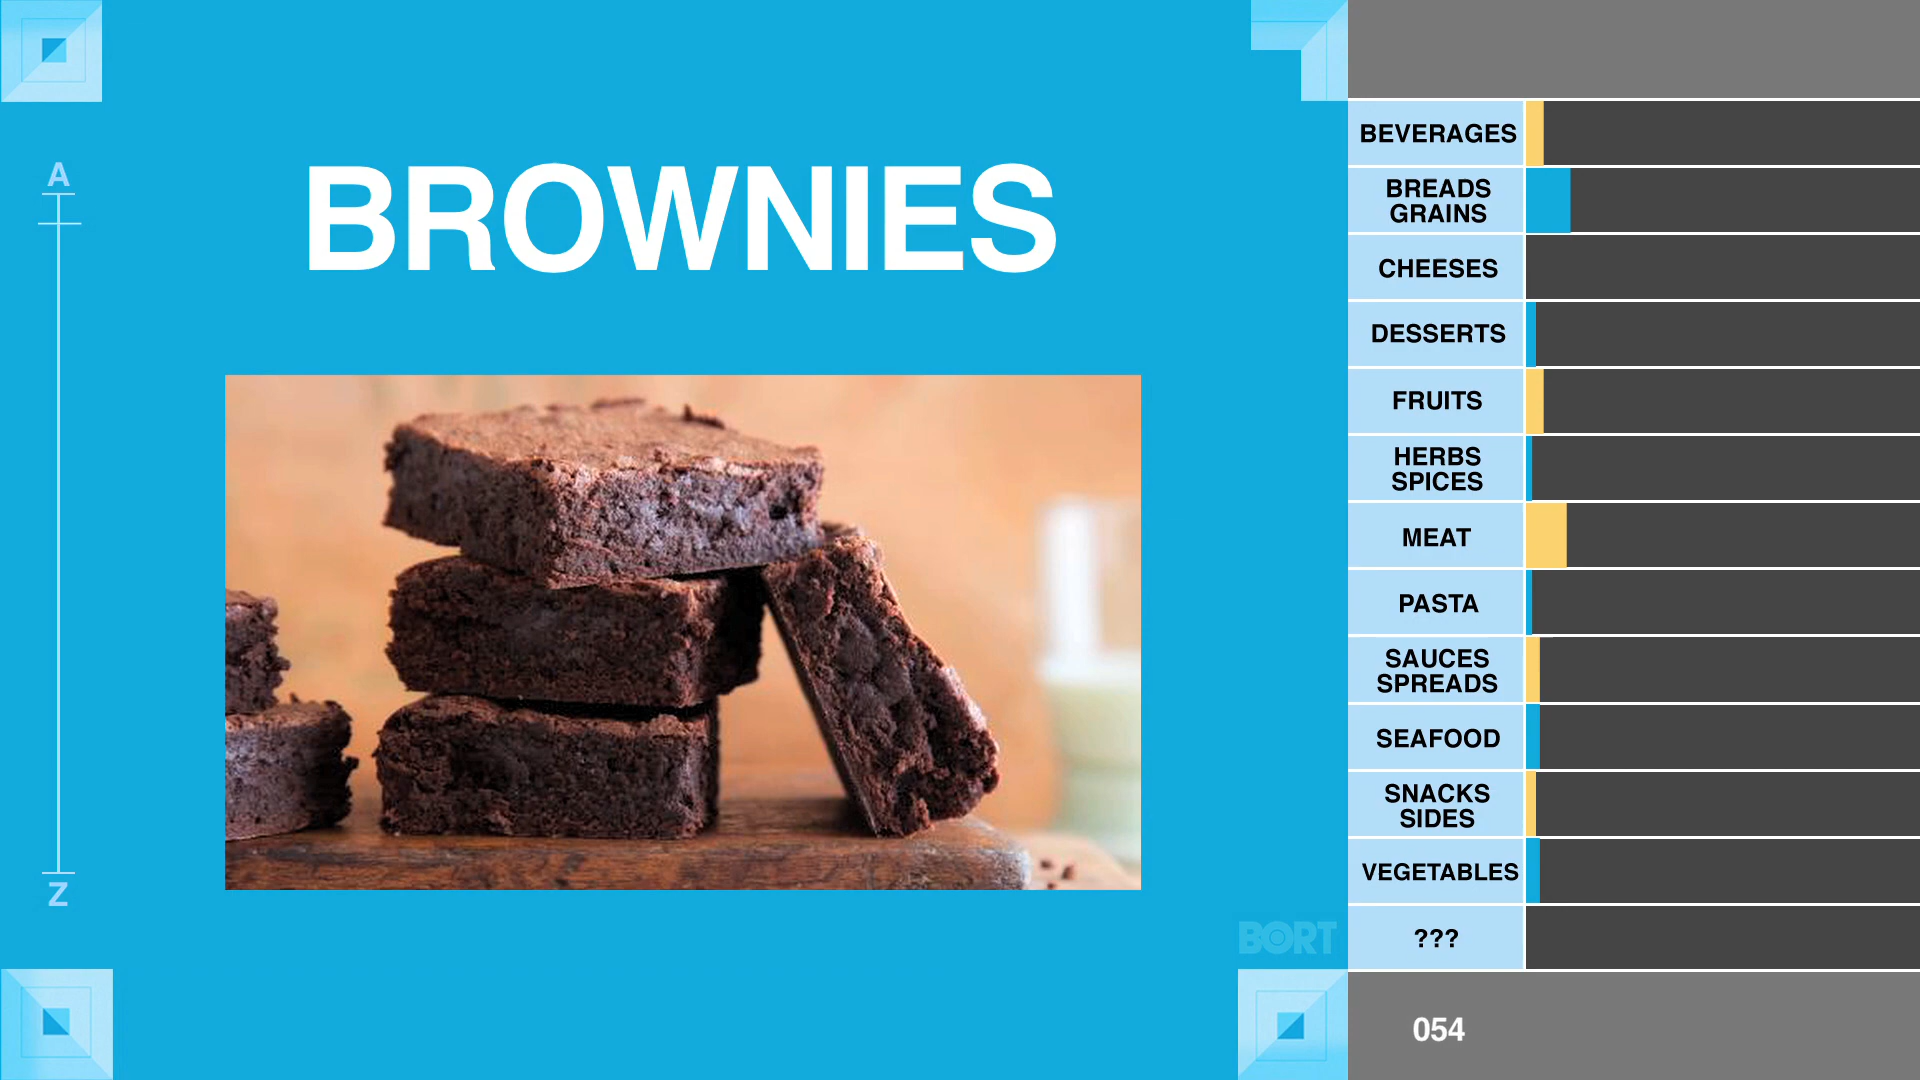 A
BROWNIES
Z
BORT
BEVERAGES
BREADS
GRAINS
CHEESES
DESSERTS
FRUITS
HERBS
SPICES
MEAT
PASTA
SAUCES
SPREADS
SEAFOOD
SNACKS
SIDES
VEGETABLES
???
054